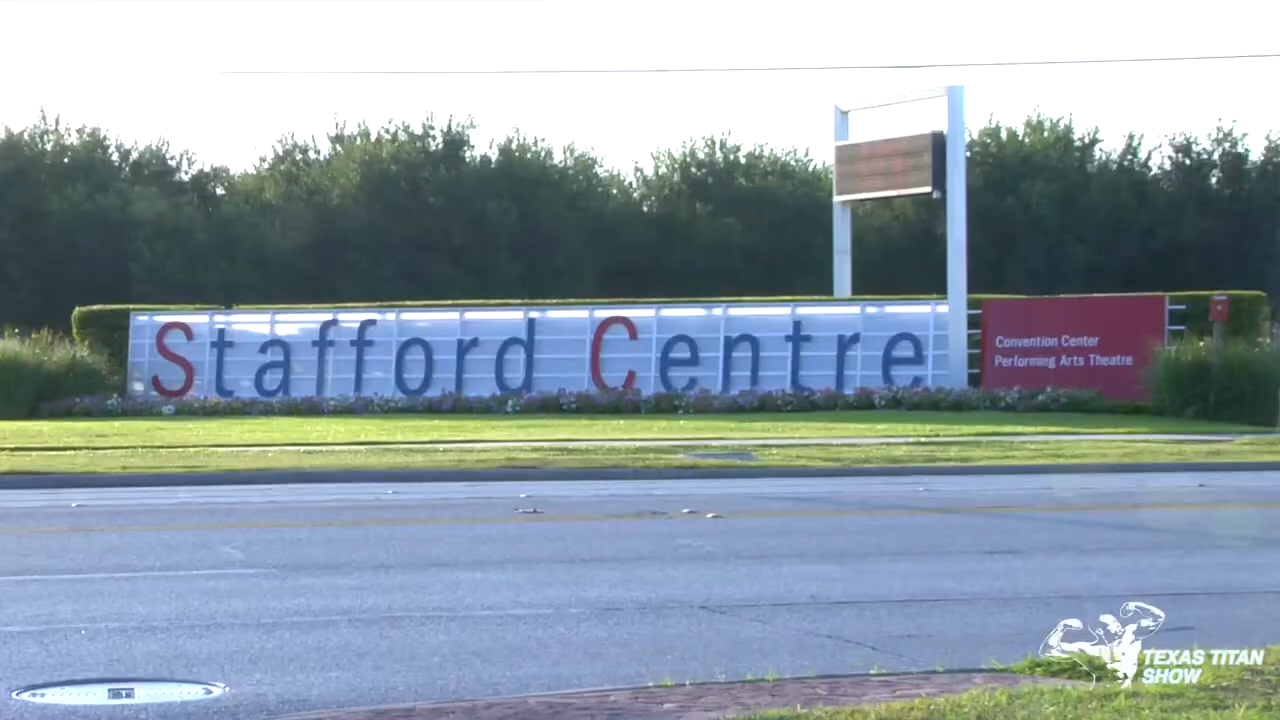 Stafford Centre
Convention Center
Performing Arts Theatre
TEXAS TITAN
SHOW